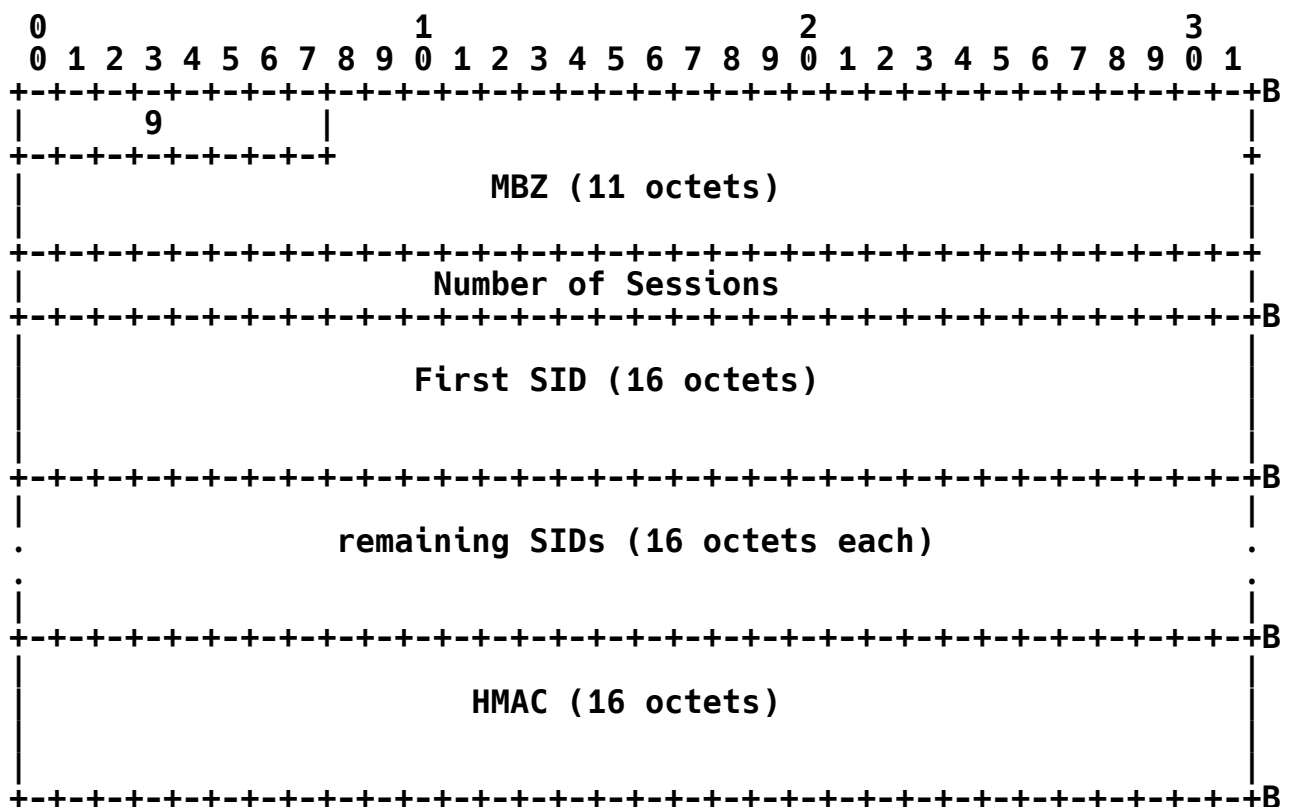 0                   1                   2                   3
 0 1 2 3 4 5 6 7 8 9 0 1 2 3 4 5 6 7 8 9 0 1 2 3 4 5 6 7 8 9 0 1
+-+-+-+-+-+-+-+-+-+-+-+-+-+-+-+-+-+-+-+-+-+-+-+-+-+-+-+-+-+-+-+-+B
|      9        |                                               |
+-+-+-+-+-+-+-+-+                                               +
|                        MBZ (11 octets)                        |
|                                                               |
+-+-+-+-+-+-+-+-+-+-+-+-+-+-+-+-+-+-+-+-+-+-+-+-+-+-+-+-+-+-+-+-+
|                     Number of Sessions                        |
+-+-+-+-+-+-+-+-+-+-+-+-+-+-+-+-+-+-+-+-+-+-+-+-+-+-+-+-+-+-+-+-+B
|                                                               |
|                    First SID (16 octets)                      |
|                                                               |
|                                                               |
+-+-+-+-+-+-+-+-+-+-+-+-+-+-+-+-+-+-+-+-+-+-+-+-+-+-+-+-+-+-+-+-+B
|                                                               |
.                remaining SIDs (16 octets each)                .
.                                                               .
|                                                               |
+-+-+-+-+-+-+-+-+-+-+-+-+-+-+-+-+-+-+-+-+-+-+-+-+-+-+-+-+-+-+-+-+B
|                                                               |
|                       HMAC (16 octets)                        |
|                                                               |
|                                                               |
+-+-+-+-+-+-+-+-+-+-+-+-+-+-+-+-+-+-+-+-+-+-+-+-+-+-+-+-+-+-+-+-+B